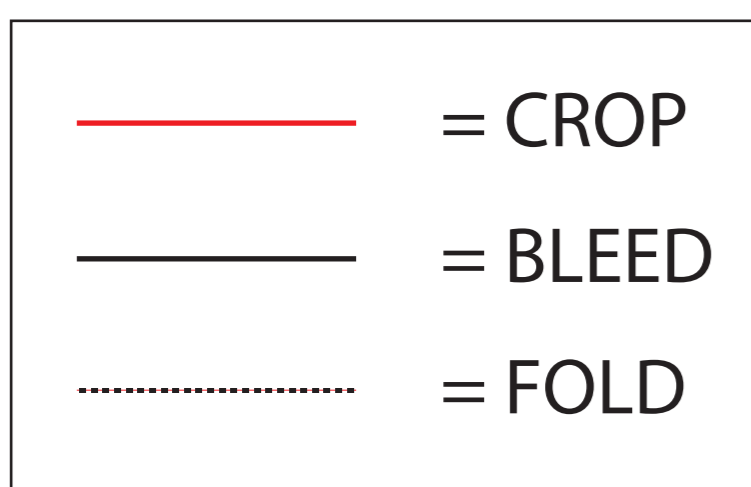 = CROP
= BLEED
= FOLD